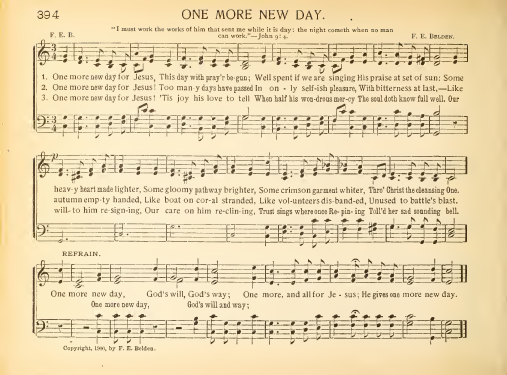 394
ONE MORE NEW DAY.
"I must work the works of him that sent me while it is day: the night cometh when no man
can work."—John 9: 4.
F. E. B.
F. E. BELDEN.
1. One more new day for Jesus, This day with pray'r be-gun; Well spent if we are singing His praise at set of sun: Some
2. One more new day for Jesus! Too man-y days have passed In on - ly self-ish pleasure, With bitterness at last,—Like
3. One more new day for Jesus! 'Tis joy his love to tell When half his won-drous mer-cy The soul doth know full well. Our
heav-y heart made lighter, Some gloomy pathway brighter, Some crimson garment whiter, Thro' Christ the cleansing One.
autumn emp-ty handed, Like boat on cor-al stranded, Like vol-unteers dis-band-ed, Unused to battle's blast.
will to him re-sign-ing, Our care on him re-clin-ing, Trust sings where once Re-pin-ing Toll'd her sad sounding bell.
REFRAIN.
One more new day, God's will, God's way; One more, and all for Je - sus; He gives one more new day.
One more new day, God's will and way;
Copyright, 1900, by F. E. Belden.